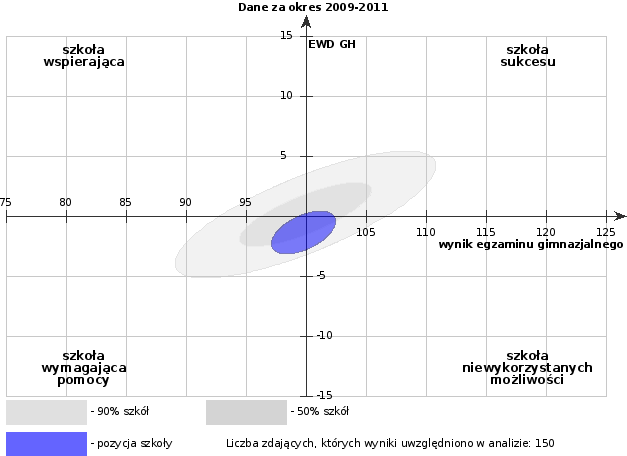 Dane za okres 2009-2011
15
EWD GH
szkoła
wspierająca
szkoła
sukcesu
10
5
75
80
85
90
95
105
110
115
120
125
wynik egzaminu gimnazjalnego
-5
-10
szkoła
wymagająca
pomocy
szkoła
niewykorzystanych
możliwości
-15
- 90% szkół
- 50% szkół
- pozycja szkoły
Liczba zdających, których wyniki uwzględniono w analizie: 150